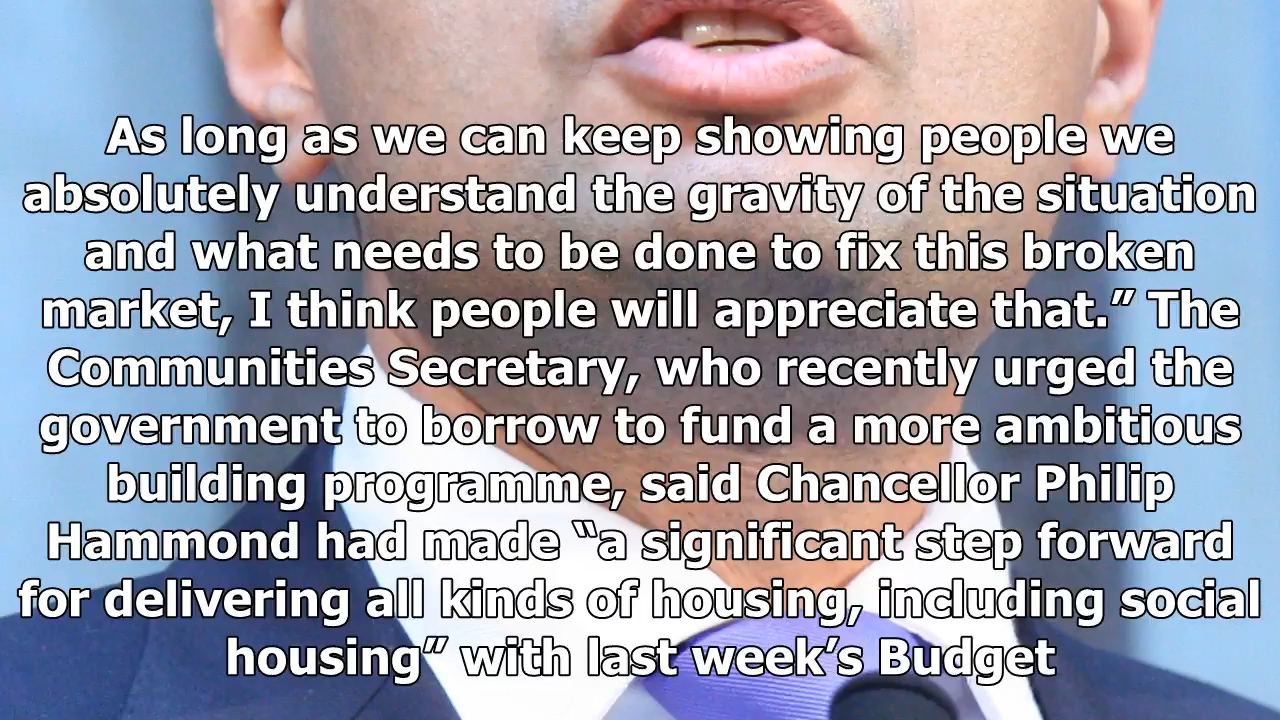 As long as we can keep showing people we
absolutely understand the gravity of the situation
and what needs to be done to fix this broken
market, I think people will appreciate that.” The
Communities Secretary, who recently urged the
government to borrow to fund a more ambitious
building programme, said Chancellor Philip
Hammond had made “a significant step forward
for delivering all kinds of housing, including social
housing” with last week’s Budget